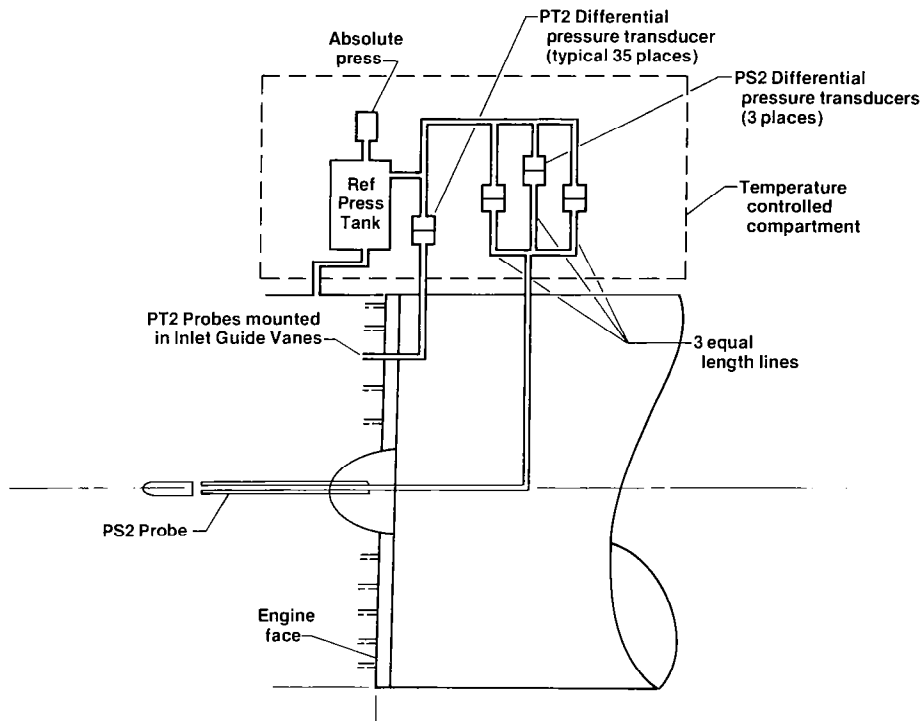 PT2 Differential
pressure transducer
(typical 35 places)
Absolute
press
PS2 Differential
pressure transducers
(3 places)
Ref
Press
Tank
Temperature
controlled
compartment
PT2 Probes mounted
in Inlet Guide Vanes
3 equal
length lines
PS2 Probe
Engine
face